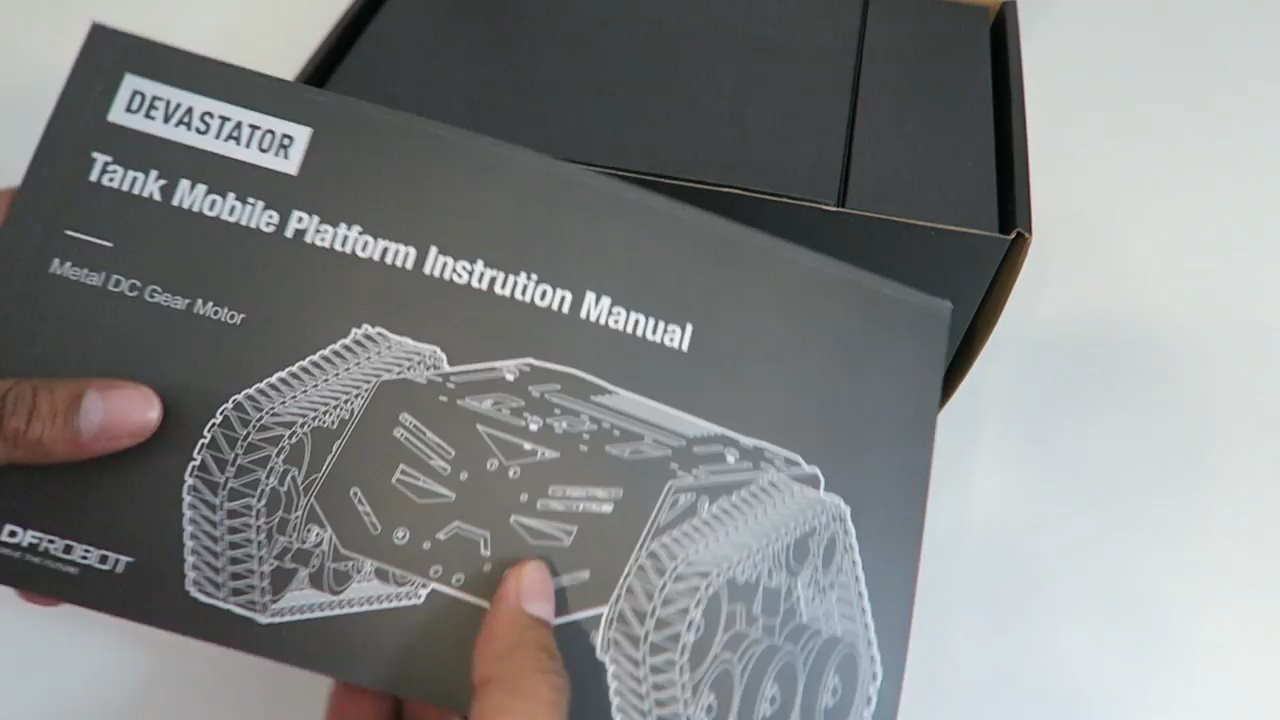 DEVASTATOR
Tank Mobile Platform Instrution Manual
Metal DC Gear Motor
DFROBOT